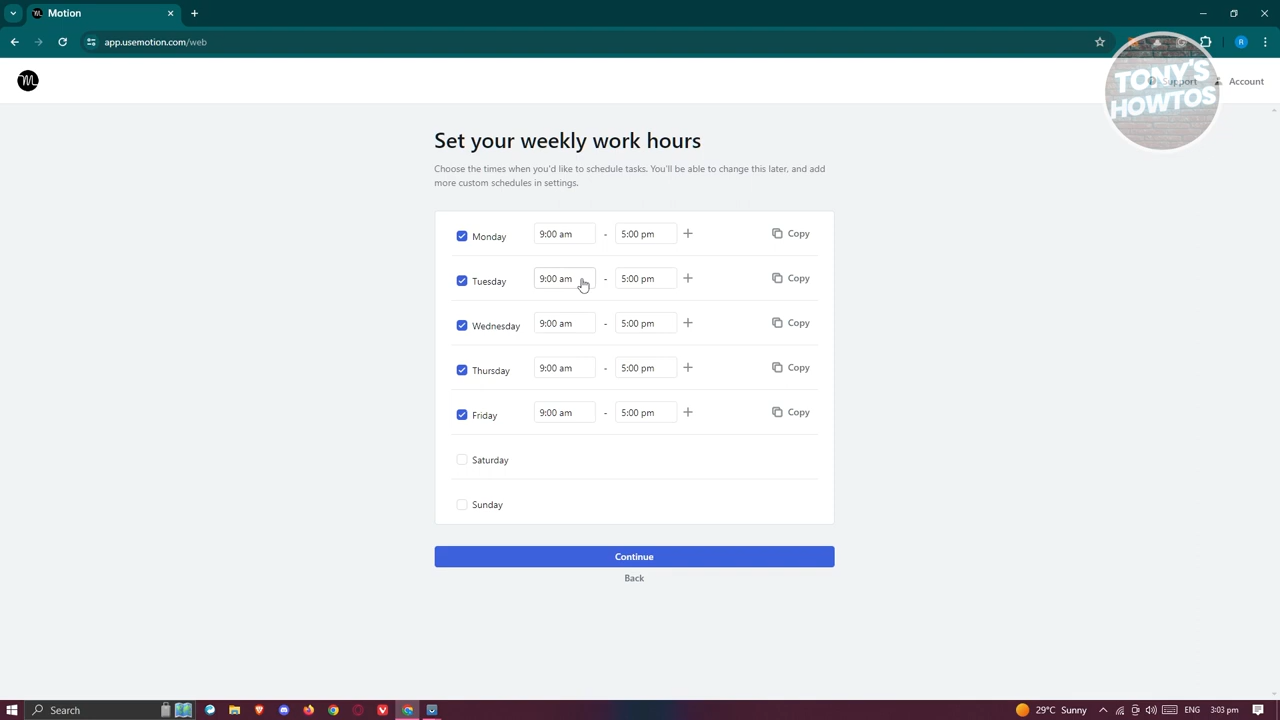 Motion
app.usemotion.com/web
R
TONY'S
HOWTOS
Support
Account
Set your weekly work hours
Choose the times when you'd like to schedule tasks. You'll be able to change this later, and add
more custom schedules in settings.
Monday 9:00 am - 5:00 pm + Copy
Tuesday 9:00 am - 5:00 pm + Copy
Wednesday 9:00 am - 5:00 pm + Copy
Thursday 9:00 am - 5:00 pm + Copy
Friday 9:00 am - 5:00 pm + Copy
Saturday
Sunday
Continue
Back
Search
29°C Sunny
ENG
3:03 pm